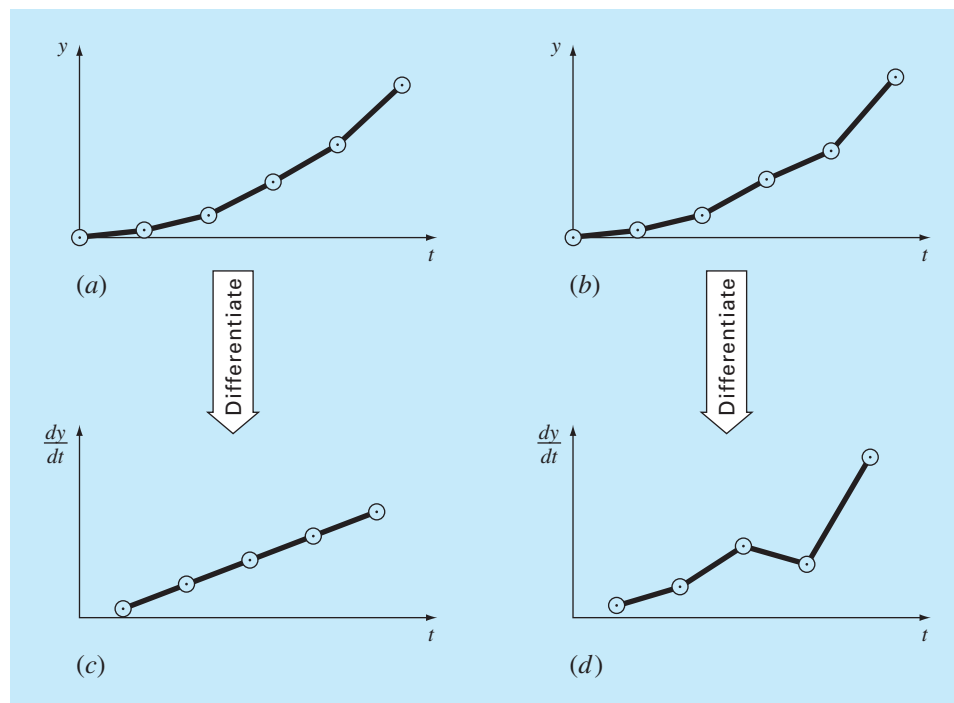 y
t
(a)
y
t
(b)
Differentiate
Differentiate
dy
dt
t
(c)
dy
dt
t
(d)